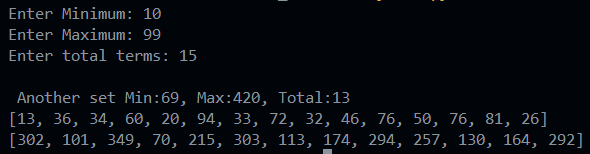 Enter Minimum: 10
Enter Maximum: 99
Enter total terms: 15
Another set Min:69, Max:420, Total:13
[13, 36, 34, 60, 20, 94, 33, 72, 32, 46, 76, 50, 76, 81, 26]
[302, 101, 349, 70, 215, 303, 113, 174, 294, 257, 130, 164, 292]